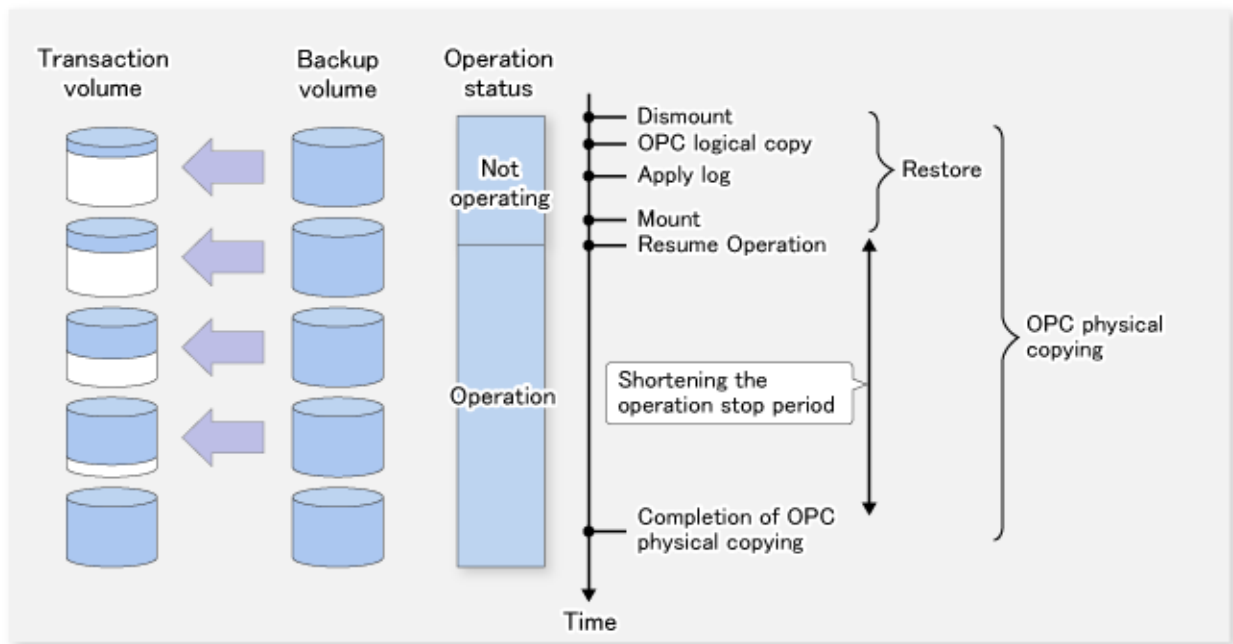 Transaction
volume
Backup
volume
Operation
status
Not
operating
Operation
Dismount
OPC logical copy
Apply log
Mount
Resume Operation
Restore
Shortening the
operation stop period
OPC physical
copying
Completion of OPC
physical copying
Time